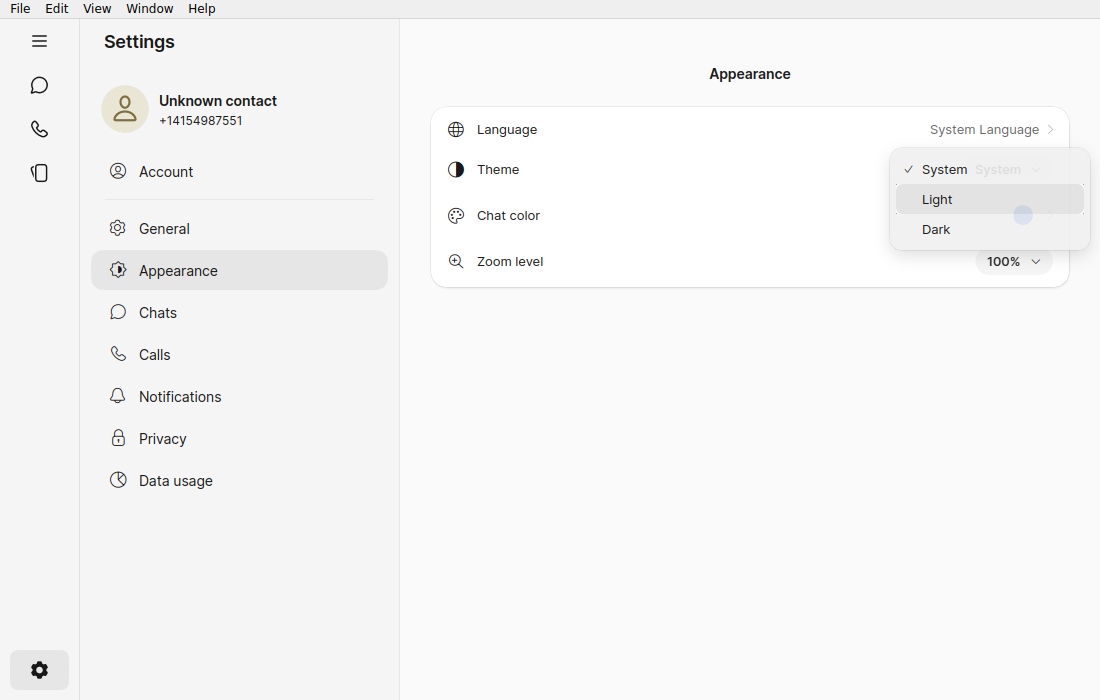 File Edit View Window Help
Settings
Unknown contact
+14154987551
Account
General
Appearance
Chats
Calls
Notifications
Privacy
Data usage
Appearance
Language System Language
Theme System
Chat color
Zoom level 100%
System
Light
Dark